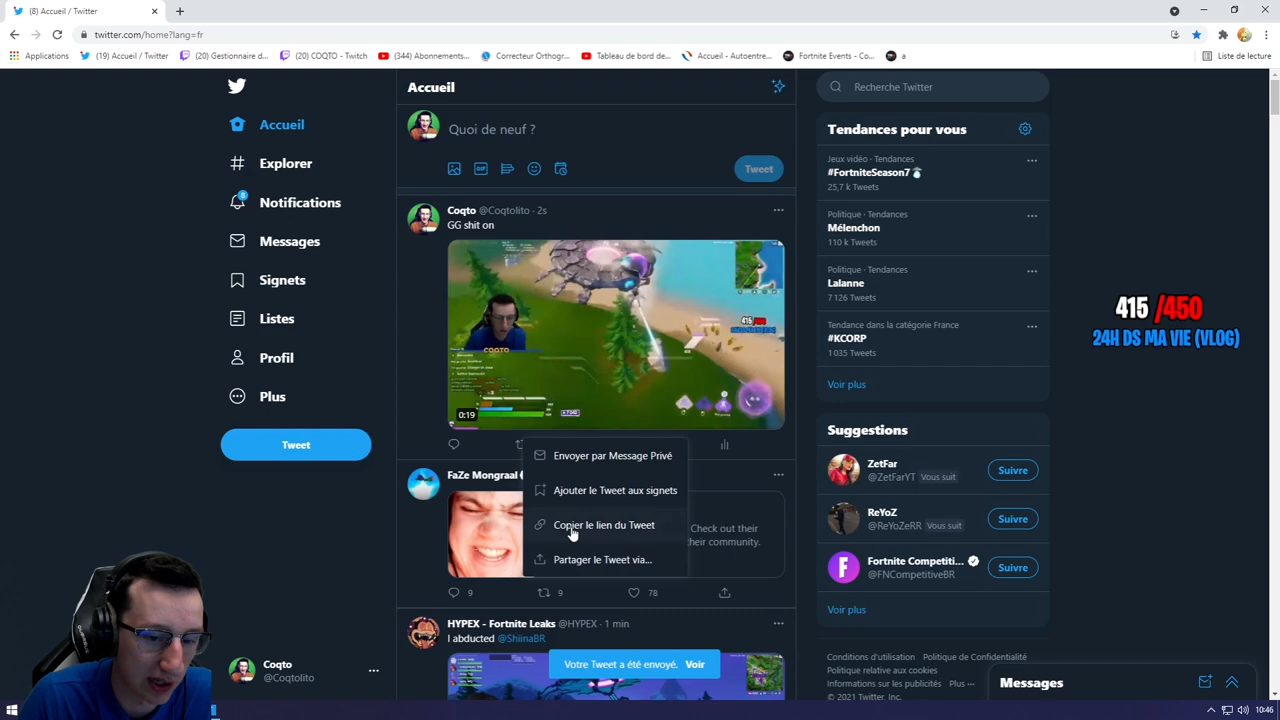 (8) Accueil / Twitter
twitter.com/home?lang=fr
Applications
(19) Accueil / Twitter
(20) Gestionnaire d...
(20) COQTO - Twitch
(344) Abonnements...
Correcteur Orthogr...
Tableau de bord de...
Accueil - Autoentre...
Fortnite Events - Co...
a
Liste de lecture
Accueil
Explorer
8
Notifications
Messages
Signets
Listes
Profil
Plus
Tweet
Coqto
@Coqtolito
Accueil
Quoi de neuf ?
GIF
Tweet
Coqto @Coqtolito · 2s
GG shit on
415 /450
COQTO
0:19
Envoyer par Message Privé
Ajouter le Tweet aux signets
Copier le lien du Tweet
Partager le Tweet via...
FaZe Mongraal
Check out their
their community.
9
9
78
HYPEX - Fortnite Leaks @HYPEX · 1 min
I abducted @ShiinaBR
Votre Tweet a été envoyé. Voir
Recherche Twitter
Tendances pour vous
Jeux vidéo · Tendances
#FortniteSeason7
25,7 k Tweets
Politique · Tendances
Mélenchon
110 k Tweets
Politique · Tendances
Lalanne
7 126 Tweets
Tendance dans la catégorie France
#KCORP
1 035 Tweets
Voir plus
Suggestions
ZetFar
@ZetFarYT Vous suit
Suivre
ReYoZ
@ReYoZeRR Vous suit
Suivre
Fortnite Competiti...
@FNCompetitiveBR
Suivre
Voir plus
Conditions d'utilisation Politique de Confidentialité
Politique relative aux cookies
Informations sur les publicités Plus ···
© 2021 Twitter, Inc.
Messages
415 /450
24H DS MA VIE (VLOG)
10:46